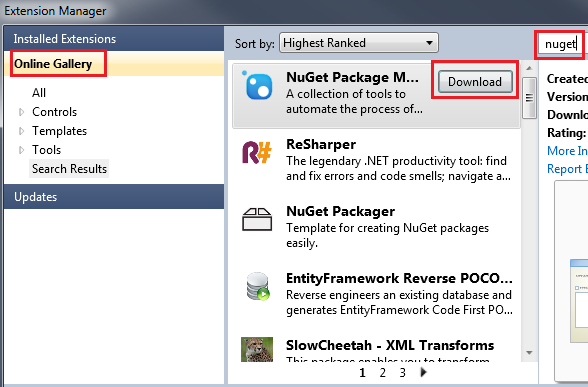 Extension Manager
Installed Extensions
Online Gallery
All
Controls
Templates
Tools
Search Results
Updates
Sort by: Highest Ranked
nuget
NuGet Package M...
Download
A collection of tools to
automate the process of...
R#
ReSharper
The legendary .NET productivity tool: find
and fix errors and code smells; navigate a...
NuGet Packager
Template for creating NuGet packages
easily.
EntityFramework Reverse POCO...
Reverse engineers an existing database and
generates EntityFramework Code First PO...
SlowCheetah - XML Transforms
This package enables you to transform
1 2 3
Created
Version
Downlo
Rating:
More In
Report E